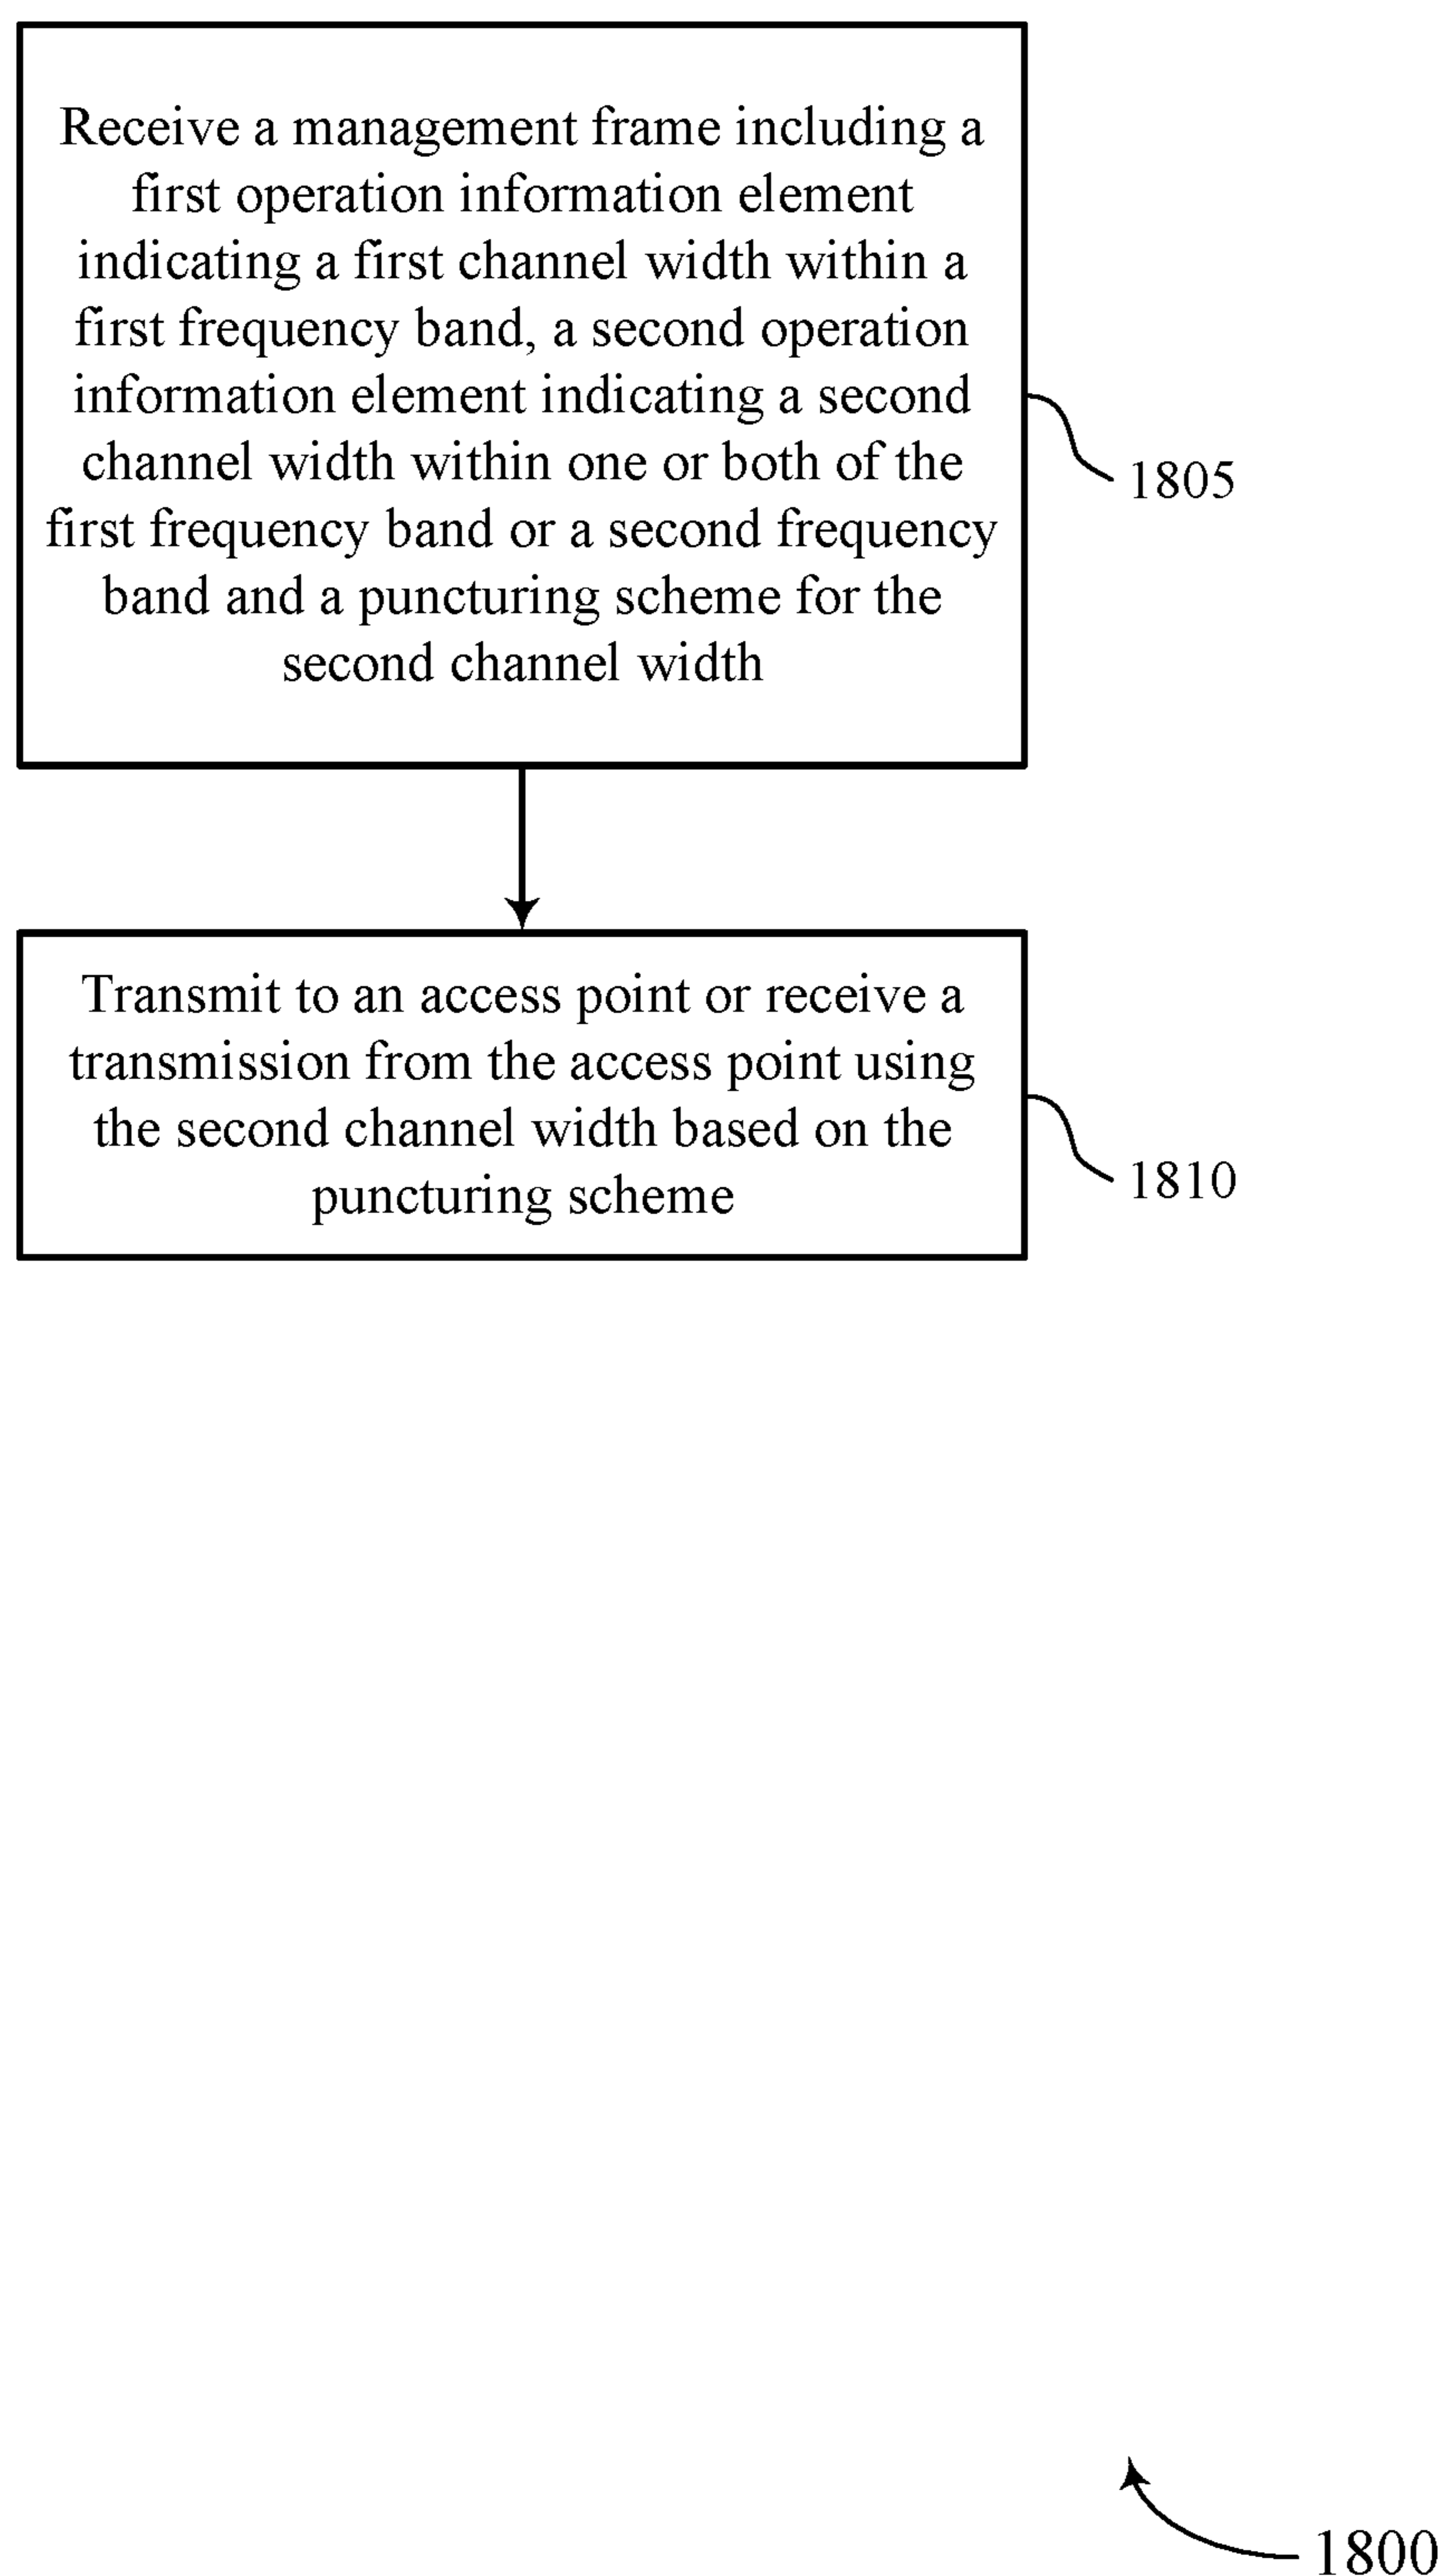 Receive a management frame including a
first operation information element
indicating a first channel width within a
first frequency band, a second operation
information element indicating a second
channel width within one or both of the
first frequency band or a second frequency
band and a puncturing scheme for the
second channel width
1805
Transmit to an access point or receive a
transmission from the access point using
the second channel width based on the
puncturing scheme
1810
1800